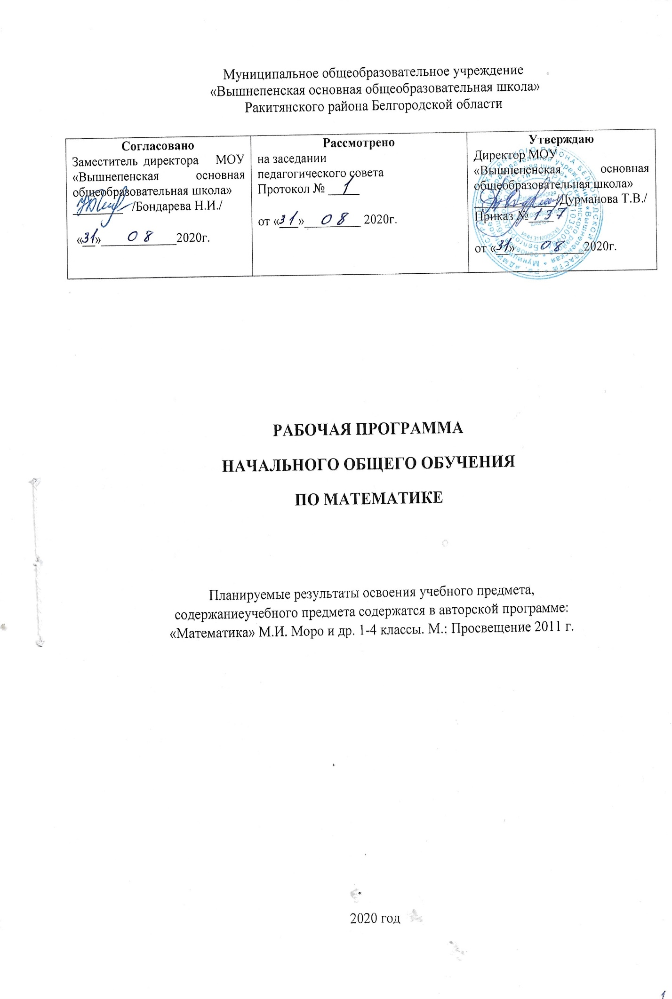 Муниципальное общеобразовательное учреждение
«Вышнепенская основная общеобразовательная школа»
Ракитянского района Белгородской области
Согласовано
Заместитель директора МОУ
«Вышнепенская основная
общеобразовательная школа»
/Бондарева Н.И./
«31» 08 2020г.
Рассмотрено
на заседании
педагогического совета
Протокол № 1
от «31» 08 2020г.
Утверждаю
Директор МОУ
«Вышнепенская основная
общеобразовательная школа»
/Дурманова Т.В./
Приказ № 137
от «31» 08 2020г.
РАБОЧАЯ ПРОГРАММА
НАЧАЛЬНОГО ОБЩЕГО ОБУЧЕНИЯ
ПО МАТЕМАТИКЕ
Планируемые результаты освоения учебного предмета,
содержаниеучебного предмета содержатся в авторской программе:
«Математика» М.И. Моро и др. 1-4 классы. М.: Просвещение 2011 г.
2020 год
1